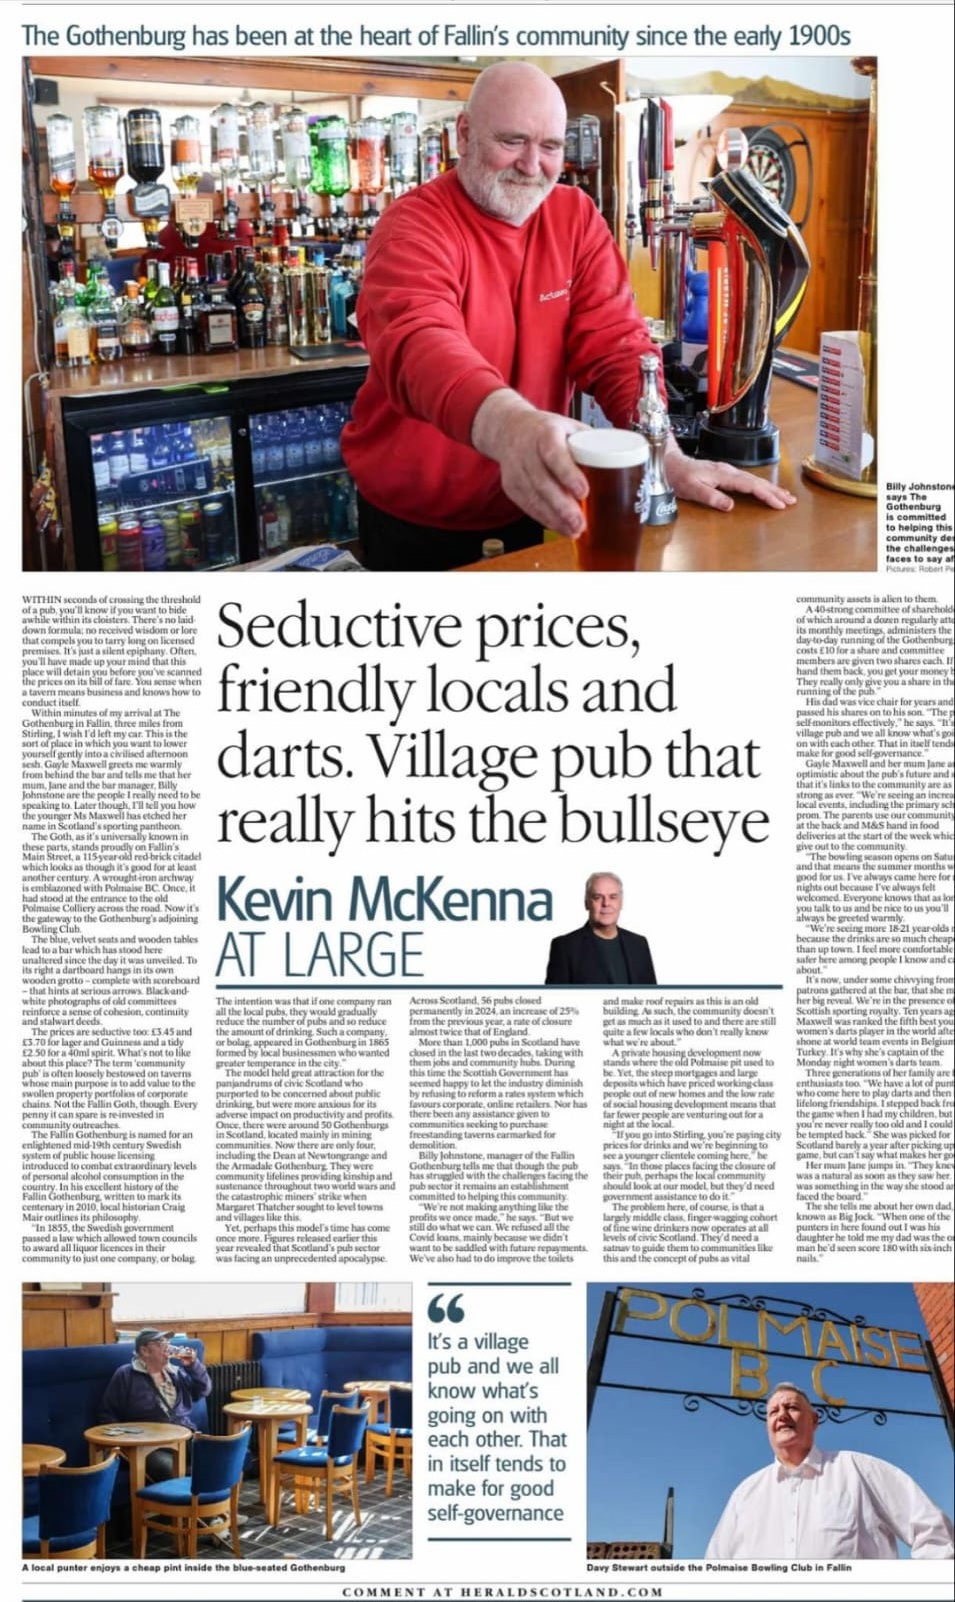 The Gothenburg has been at the heart of Fallin's community since the early 1900s
Billy Johnstone
says The
Gothenburg
is committed
to helping this
community des
the challenges
faces to say af
Pictures: Robert Pe
Seductive prices,
friendly locals and
darts. Village pub that
really hits the bullseye
Kevin McKenna
AT LARGE
WITHIN seconds of crossing the threshold
of a pub, you'll know if you want to bide
awhile within its cloisters. There's no laid-
down formula; no received wisdom or lore
that compels you to tarry long on licensed
premises. It's just a silent epiphany. Often,
you'll have made up your mind that this
place will detain you before you've scanned
the prices on its bill of fare. You sense when
a tavern means business and knows how to
conduct itself.
Within minutes of my arrival at The
Gothenburg in Fallin, three miles from
Stirling, I wish I'd left my car. This is the
sort of place in which you want to lower
yourself gently into a civilised afternoon
sesh. Gayle Maxwell greets me warmly
from behind the bar and tells me that her
mum, Jane and the bar manager, Billy
Johnstone are the people I really need to be
speaking to. Later though, I'll tell you how
the younger Ms Maxwell has etched her
name in Scotland's sporting pantheon.
The Goth, as it's universally known in
these parts, stands proudly on Fallin's
Main Street, a 115-year-old red-brick citadel
which looks as though it's good for at least
another century. A wrought-iron archway
is emblazoned with Polmaise BC. Once, it
had stood at the entrance to the old
Polmaise Colliery across the road. Now it's
the gateway to the Gothenburg's adjoining
Bowling Club.
The blue, velvet seats and wooden tables
lead to a bar which has stood here
unaltered since the day it was unveiled. To
its right a dartboard hangs in its own
wooden grotto – complete with scoreboard
– that hints at serious arrows. Black-and-
white photographs of old committees
reinforce a sense of cohesion, continuity
and stalwart deeds.
The prices are seductive too: £3.45 and
£3.70 for lager and Guinness and a tidy
£2.50 for a 40ml spirit. What's not to like
about this place? The term 'community
pub' is often loosely bestowed on taverns
whose main purpose is to add value to the
swollen property portfolios of corporate
chains. Not the Fallin Goth, though. Every
penny it can spare is re-invested in
community outreaches.
The Fallin Gothenburg is named for an
enlightened mid-19th century Swedish
system of public house licensing
introduced to combat extraordinary levels
of personal alcohol consumption in the
country. In his excellent history of the
Fallin Gothenburg, written to mark its
centenary in 2010, local historian Craig
Mair outlines its philosophy.
"In 1855, the Swedish government
passed a law which allowed town councils
to award all liquor licences in their
community to just one company, or bolag.
The intention was that if one company ran
all the local pubs, they would gradually
reduce the number of pubs and so reduce
the amount of drinking. Such a company,
or bolag, appeared in Gothenburg in 1865
formed by local businesmen who wanted
greater temperance in the city."
The model held great attraction for the
panjandrums of civic Scotland who
purported to be concerned about public
drinking, but were more anxious for its
adverse impact on productivity and profits.
Once, there were around 50 Gothenburgs
in Scotland, located mainly in mining
communities. Now there are only four,
including the Dean at Newtongrange and
the Armadale Gothenburg. They were
community lifelines providing kinship and
sustenance throughout two world wars and
the catastrophic miners' strike when
Margaret Thatcher sought to level towns
and villages like this.
Yet, perhaps this model's time has come
once more. Figures released earlier this
year revealed that Scotland's pub sector
was facing an unprecedented apocalypse.
Across Scotland, 56 pubs closed
permanently in 2024, an increase of 25%
from the previous year, a rate of closure
almost twice that of England.
More than 1,000 pubs in Scotland have
closed in the last two decades, taking with
them jobs and community hubs. During
this time the Scottish Government has
seemed happy to let the industry diminish
by refusing to reform a rates system which
favours corporate, online retailers. Nor has
there been any assistance given to
communities seeking to purchase
freestanding taverns earmarked for
demolition.
Billy Johnstone, manager of the Fallin
Gothenburg tells me that though the pub
has struggled with the challenges facing the
pub sector it remains an establishment
committed to helping this community.
"We're not making anything like the
profits we once made," he says. "But we
still do what we can. We refused all the
Covid loans, mainly because we didn't
want to be saddled with future repayments.
We've also had to do improve the toilets
and make roof repairs as this is an old
building. As such, the community doesn't
get as much as it used to and there are still
quite a few locals who don't really know
what we're about."
A private housing development now
stands where the old Polmaise pit used to
be. Yet, the steep mortgages and large
deposits which have priced working-class
people out of new homes and the low rate
of social housing development means that
far fewer people are venturing out for a
night at the local.
"If you go into Stirling, you're paying city
prices for drinks and we're beginning to
see a younger clientele coming here," he
says. "In those places facing the closure of
their pub, perhaps the local community
should look at our model, but they'd need
government assistance to do it."
The problem here, of course, is that a
largely middle class, finger-wagging cohort
of fine wine drinkers now operates at all
levels of civic Scotland. They'd need a
satnav to guide them to communities like
this and the concept of pubs as vital
community assets is alien to them.
A 40-strong committee of sharehold
of which around a dozen regularly atte
its monthly meetings, administers the
day-to-day running of the Gothenburg
costs £10 for a share and committee
members are given two shares each. If
hand them back, you get your money b
They really only give you a share in the
running of the pub."
His dad was vice chair for years and
passed his shares on to his son. "The p
self-monitors effectively," he says. "It's
village pub and we all know what's goi
on with each other. That in itself tends
make for good self-governance."
Gayle Maxwell and her mum Jane a
optimistic about the pub's future and s
that it's links to the community are as
strong as ever. "We're seeing an increa
local events, including the primary sch
prom. The parents use our community
at the back and M&S hand in food
deliveries at the start of the week whic
give out to the community.
"The bowling season opens on Satu
and that means the summer months w
good for us. I've always came here for
nights out because I've always felt
welcomed. Everyone knows that as lon
you talk to us and be nice to us you'll
always be greeted warmly.
"We're seeing more 18-21 year-olds
because the drinks are so much cheap
than up town. I feel more comfortable
safer here among people I know and c
about."
It's now, under some chivvying from
patrons gathered at the bar, that she m
her big reveal. We're in the presence o
Scottish sporting royalty. Ten years ag
Maxwell was ranked the fifth best you
women's darts player in the world afte
shone at world team events in Belgium
Turkey. It's why she's captain of the
Monday night women's darts team.
Three generations of her family are
enthusiasts too. "We have a lot of punt
who come here to play darts and then
lifelong friendships. I stepped back fro
the game when I had my children, but
you're never really too old and I could
be tempted back." She was picked for
Scotland barely a year after picking up
game, but can't say what makes her go
Her mum Jane jumps in. "They knew
was a natural as soon as they saw her.
was something in the way she stood a
faced the board."
The she tells me about her own dad,
known as Big Jock. "When one of the
punters in here found out I was his
daughter he told me my dad was the o
man he'd seen score 180 with six-inch
nails."
It's a village
pub and we all
know what's
going on with
each other. That
in itself tends to
make for good
self-governance
POLMAISE
B C
A local punter enjoys a cheap pint inside the blue-seated Gothenburg
Davy Stewart outside the Polmaise Bowling Club in Fallin
COMMENT AT HERALDSCOTLAND.COM